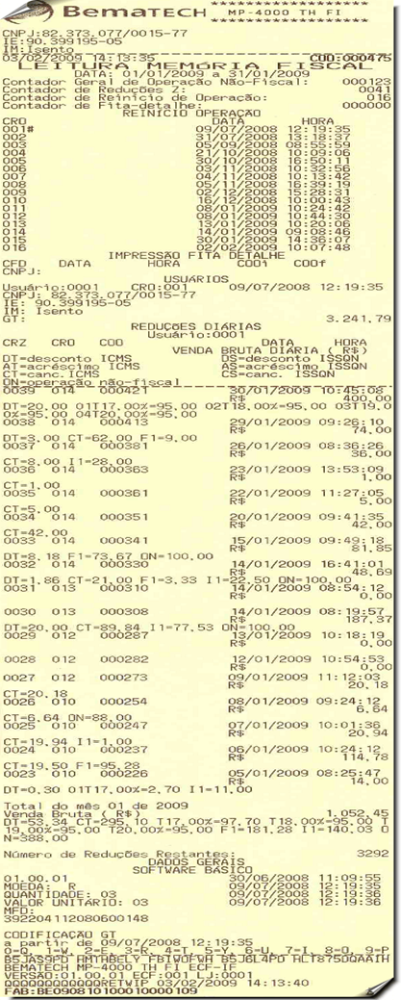 BEMATECH MP-4000 TH FI
CNPJ:82.373.077/0015-77
IE:90.399195-05
IM:Isento
03/02/2009 14:13:35 COO:000475
LEITURA MEMÓRIA FISCAL
DATA: 01/01/2009 a 31/01/2009
Contador Geral de Operação Não-Fiscal: 000123
Contador de Reduções Z: 0041
Contador de Reinício de Operação: 016
Contador de Fita-detalhe: 000000
REINÍCIO OPERAÇÃO
CRO DATA HORA
001# 09/07/2008 12:19:35
002 31/07/2008 13:18:37
003 05/09/2008 08:55:59
004 21/10/2008 10:09:06
005 30/10/2008 16:50:11
006 03/11/2008 10:32:56
007 04/11/2008 10:13:42
008 05/11/2008 16:39:19
009 02/12/2008 15:28:31
010 16/12/2008 10:00:43
011 08/01/2009 10:24:42
012 08/01/2009 10:44:30
013 13/01/2009 10:20:06
014 14/01/2009 09:08:46
015 30/01/2009 14:36:07
016 02/02/2009 10:07:48
IMPRESSÃO FITA DETALHE
CFD DATA HORA COOi COOf
CNPJ:
USUÁRIOS
Usuário:0001 CRO:001 09/07/2008 12:19:35
CNPJ: 82.373.077/0015-77
IE: 90.399195-05
IM: Isento
GT: 3.241,79
REDUÇÕES DIÁRIAS
Usuário:0001
CRZ CRO COO DATA HORA
VENDA BRUTA DIÁRIA ( R$)
DT=desconto ICMS DS=desconto ISSQN
AT=acréscimo ICMS AS=acréscimo ISSQN
CT=canc.ICMS CS=canc. ISSQN
ON=operação não-fiscal
0039 014 000421 30/01/2009 10:45:08
R$ 400,00
DT=20,00 01T17,00%=95,00 02T18,00%=95,00 03T19,0
0%=95,00 04T20,00%=95,00
0038 014 000413 29/01/2009 09:26:10
R$ 74,00
DT=3,00 CT=62,00 F1=9,00
0037 014 000381 26/01/2009 08:36:26
R$ 36,00
CT=8,00 I1=28,00
0036 014 000363 23/01/2009 13:53:09
R$ 1,00
CT=1,00
0035 014 000361 22/01/2009 11:27:05
R$ 5,00
CT=5,00
0034 014 000351 20/01/2009 09:41:35
R$ 42,00
CT=42,00
0033 014 000341 15/01/2009 09:49:18
R$ 81,85
DT=8,18 F1=73,67 ON=100,00
0032 014 000330 14/01/2009 16:41:01
R$ 48,69
DT=1,86 CT=21,00 F1=3,33 I1=22,50 ON=100,00
0031 013 000310 14/01/2009 08:54:12
R$ 0,00
0030 013 000308 14/01/2009 08:19:57
R$ 187,37
DT=20,00 CT=89,84 I1=77,53 ON=100,00
0029 012 000287 13/01/2009 10:18:19
R$ 0,00
0028 012 000282 12/01/2009 10:54:53
R$ 0,00
0027 012 000273 09/01/2009 11:12:03
R$ 20,18
CT=20,18
0026 010 000254 08/01/2009 09:24:12
R$ 6,64
CT=6,64 ON=88,00
0025 010 000247 07/01/2009 10:01:36
R$ 20,94
CT=19,94 I1=1,00
0024 010 000237 06/01/2009 10:24:12
R$ 114,78
CT=19,50 F1=95,28
0023 010 000226 05/01/2009 08:25:47
R$ 14,00
DT=0,30 01T17,00%=2,70 I1=11,00
Total do mês 01 de 2009
Venda Bruta ( R$) 1.052,45
DT=53,34 CT=295,10 T17,00%=97,70 T18,00%=95,00 T
19,00%=95,00 T20,00%=95,00 F1=181,28 I1=140,03 O
N=388,00
Número de Reduções Restantes: 3292
DADOS GERAIS
SOFTWARE BÁSICO
01.00.01 30/06/2008 11:09:55
MOEDA: R 09/07/2008 12:19:35
QUANTIDADE: 03 09/07/2008 12:19:36
VALOR UNITÁRIO: 03 09/07/2008 12:19:36
MFD:
392204112080600148
CODIFICAÇÃO GT
a partir de 09/07/2008 12:19:35
0-Q, 1-W, 2-E, 3-R, 4-T, 5-Y, 6-U, 7-I, 8-O, 9-P
BEMATECH MP-4000 TH FI ECF-IF
VERSÃO:01.00.01 ECF:001 LJ:0001
QQQQQQQQQQQRETWIP 03/02/2009 14:13:40
FAB:BE090810100010000109